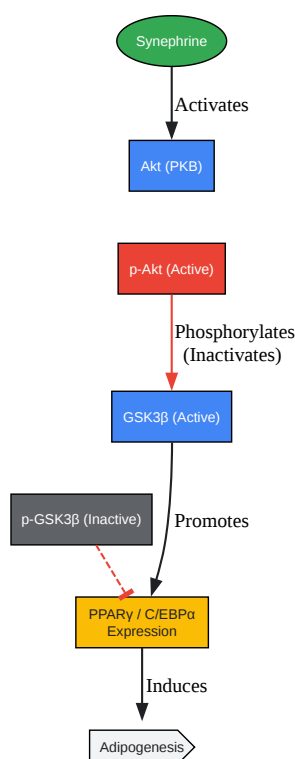 Synephrine
Activates
Akt (PKB)
p-Akt (Active)
Phosphorylates
(Inactivates)
GSK3β (Active)
p-GSK3β (Inactive)
Promotes
PPARγ / C/EBPα
Expression
Induces
Adipogenesis